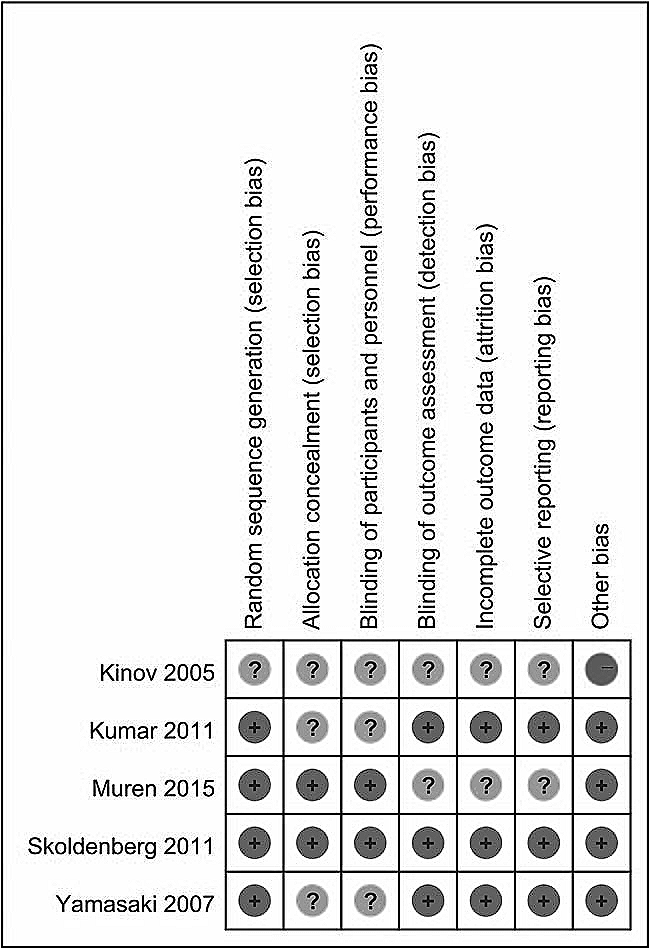 Random sequence generation (selection bias)
Allocation concealment (selection bias)
Blinding of participants and personnel (performance bias)
Blinding of outcome assessment (detection bias)
Incomplete outcome data (attrition bias)
Selective reporting (reporting bias)
Other bias
Kinov 2005 ? ? ? ? ? ? –
Kumar 2011 + ? ? + + + +
Muren 2015 + + + ? ? ? +
Skoldenberg 2011 + + + + + + +
Yamasaki 2007 + ? ? + + + +